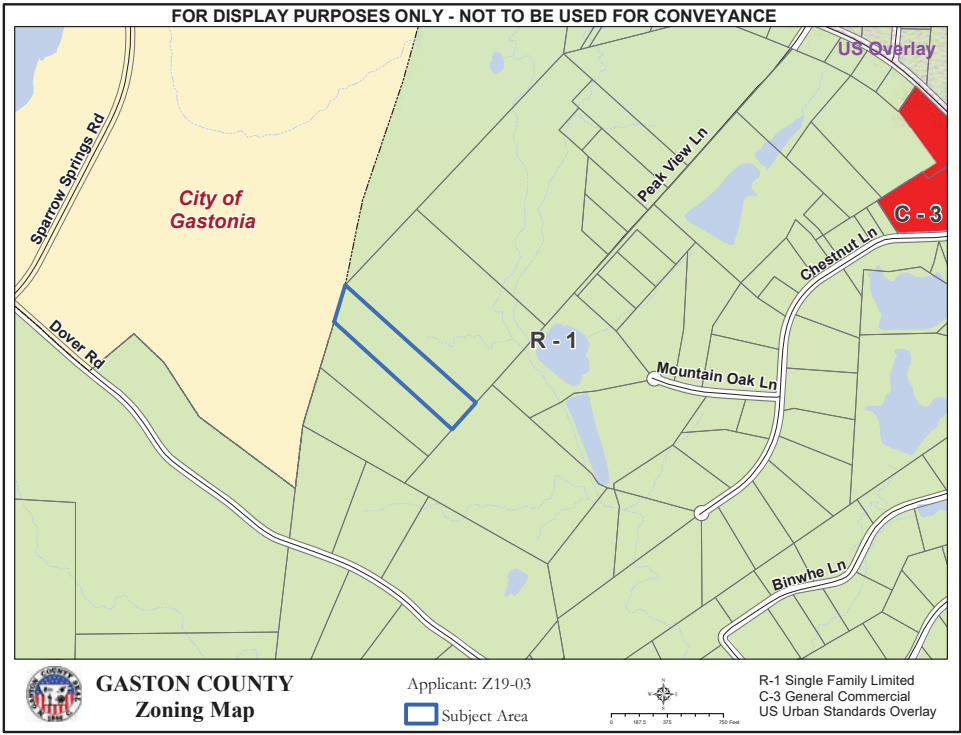 FOR DISPLAY PURPOSES ONLY - NOT TO BE USED FOR CONVEYANCE
US Overlay
Sparrow Springs Rd
City of
Gastonia
Peak View Ln
C - 3
Chestnut Ln
Dover Rd
R - 1
Mountain Oak Ln
Binwhe Ln
GASTON COUNTY
Zoning Map
Applicant: Z19-03
Subject Area
N
W
E
S
0 187.5 375 750 Feet
R-1 Single Family Limited
C-3 General Commercial
US Urban Standards Overlay